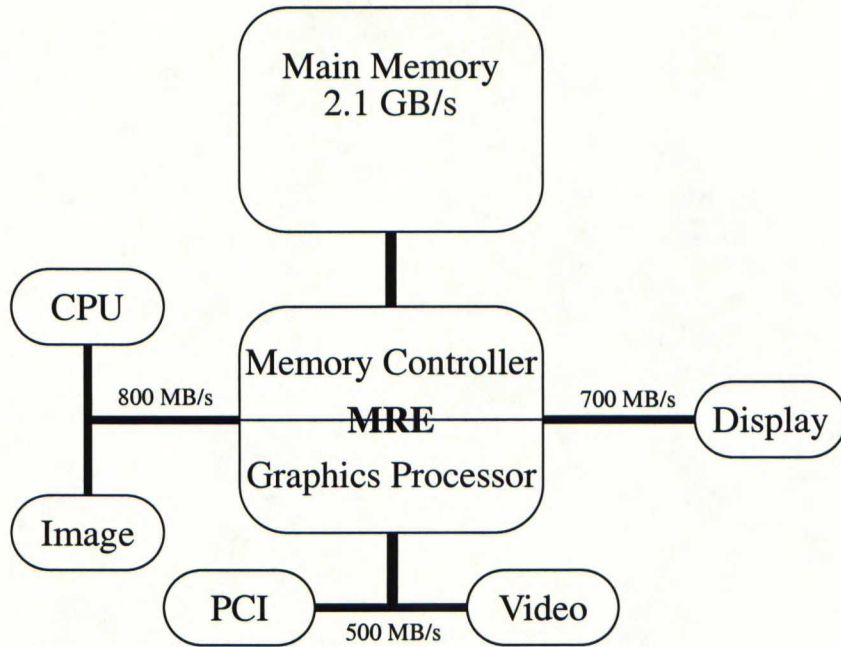 Main Memory
2.1 GB/s
CPU
Memory Controller
800 MB/s
MRE
700 MB/s
Display
Graphics Processor
Image
PCI
Video
500 MB/s